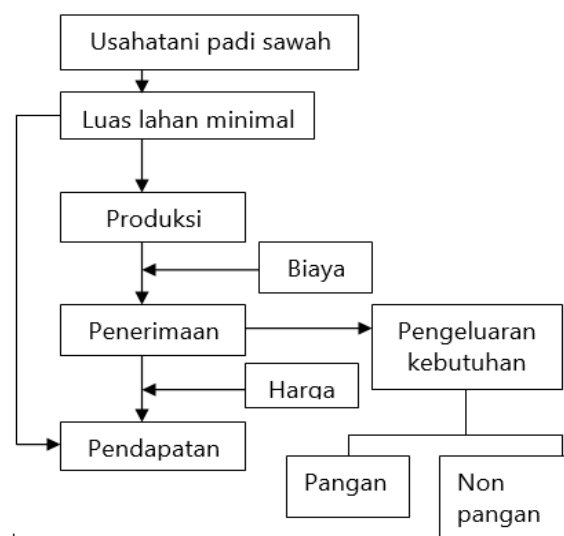 Usahatani padi sawah
Luas lahan minimal
Produksi
Biaya
Penerimaan
Pengeluaran
kebutuhan
Harga
Pendapatan
Pangan
Non
pangan